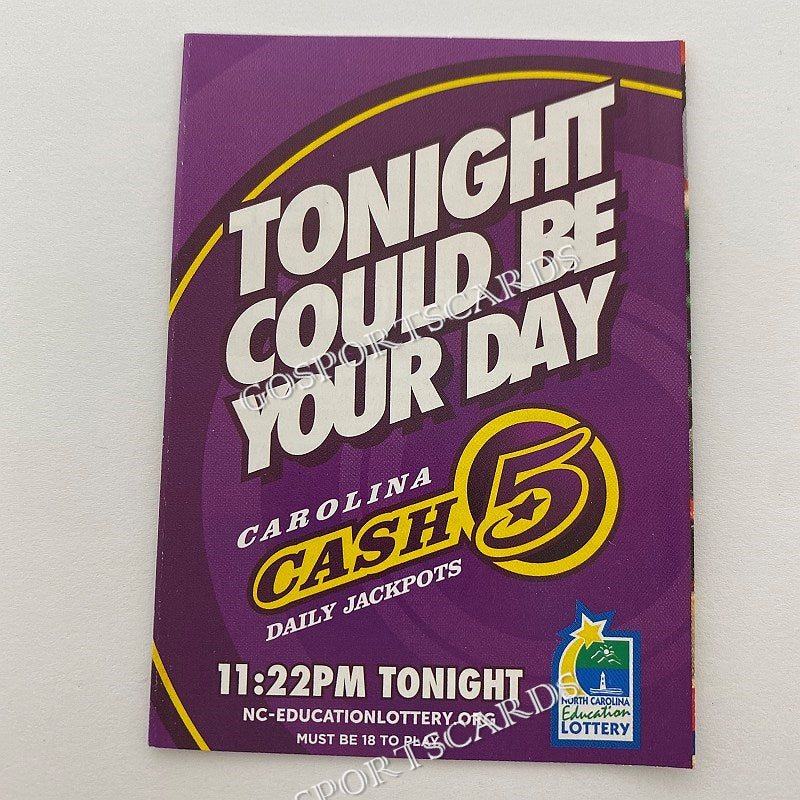 TONIGHT
COULD BE
YOUR DAY
GOSPORTSCARDS
CAROLINA
CASH 5
DAILY JACKPOTS
11:22PM TONIGHT
NC-EDUCATIONLOTTERY.ORG
MUST BE 18 TO PLAY
NORTH CAROLINA
Education
LOTTERY
GOSPORTSCARDS